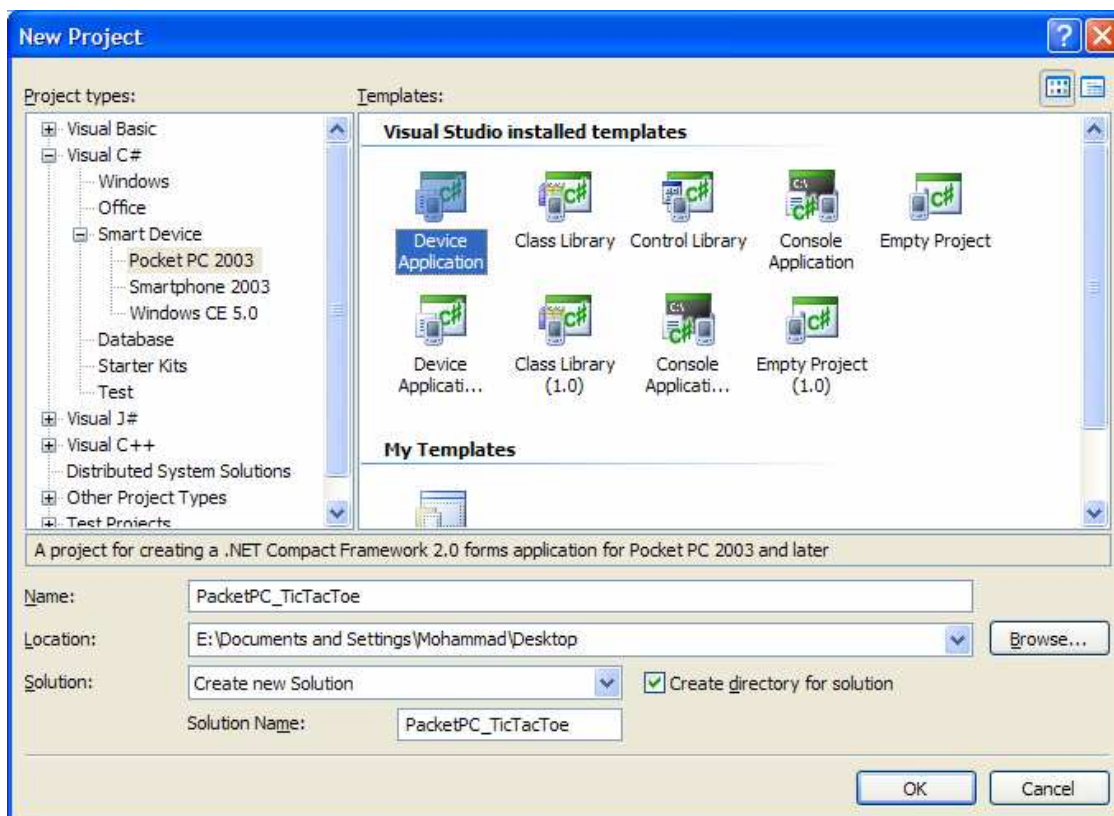 New Project
Project types:
Templates:
Visual Basic
Visual C#
Windows
Office
Smart Device
Pocket PC 2003
Smartphone 2003
Windows CE 5.0
Database
Starter Kits
Test
Visual J#
Visual C++
Distributed System Solutions
Other Project Types
Test Projects
Visual Studio installed templates
Device
Application
Class Library
Control Library
Console
Application
Empty Project
Device
Applicati...
Class Library
(1.0)
Console
Applicati...
Empty Project
(1.0)
My Templates
A project for creating a .NET Compact Framework 2.0 forms application for Pocket PC 2003 and later
Name:
PacketPC_TicTacToe
Location:
E:\Documents and Settings\Mohammad\Desktop
Browse...
Solution:
Create new Solution
Create directory for solution
Solution Name:
PacketPC_TicTacToe
OK
Cancel